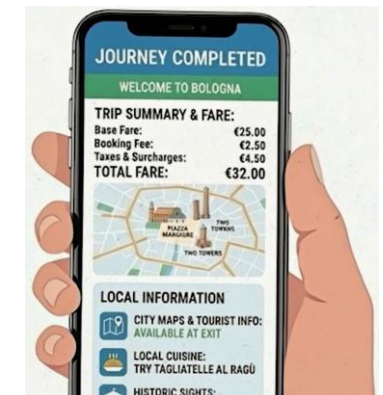 JOURNEY COMPLETED
WELCOME TO BOLOGNA
TRIP SUMMARY & FARE:
Base Fare: €25.00
Booking Fee: €2.50
Taxes & Surcharges: €4.50
TOTAL FARE: €32.00
TWO
PIAZZA
TWO TOWERS
LOCAL INFORMATION
CITY MAPS & TOURIST INFO:
AVAILABLE AT EXIT
LOCAL CUISINE:
TRY TAGLIATELLE AL RAGÙ
HISTORIC SIGHTS: